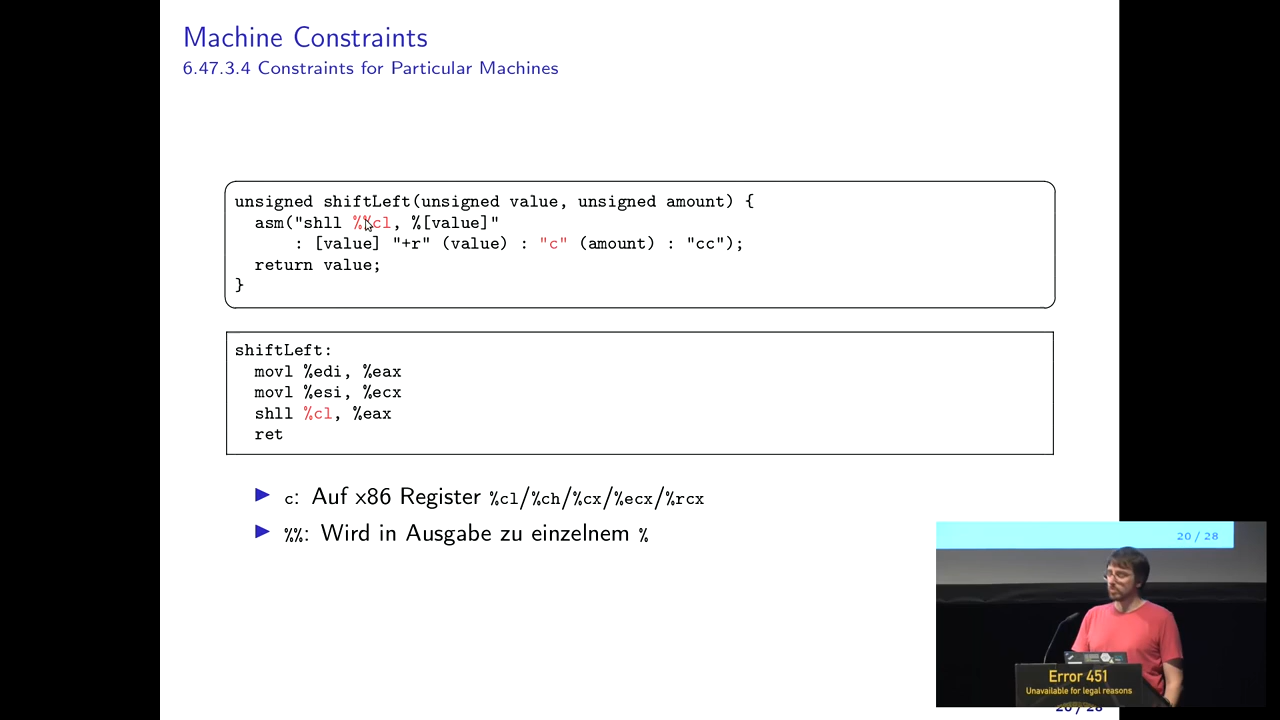 Machine Constraints
6.47.3.4 Constraints for Particular Machines
unsigned shiftLeft(unsigned value, unsigned amount) {
asm("shll %%cl, %[value]"
: [value] "+r" (value) : "c" (amount) : "cc");
return value;
}
shiftLeft:
movl %edi, %eax
movl %esi, %ecx
shll %cl, %eax
ret
▶ c: Auf x86 Register %cl/%ch/%cx/%ecx/%rcx
▶ %%: Wird in Ausgabe zu einzelnem %
20 / 28
Error 451
Unavailable for legal reasons
20 / 28